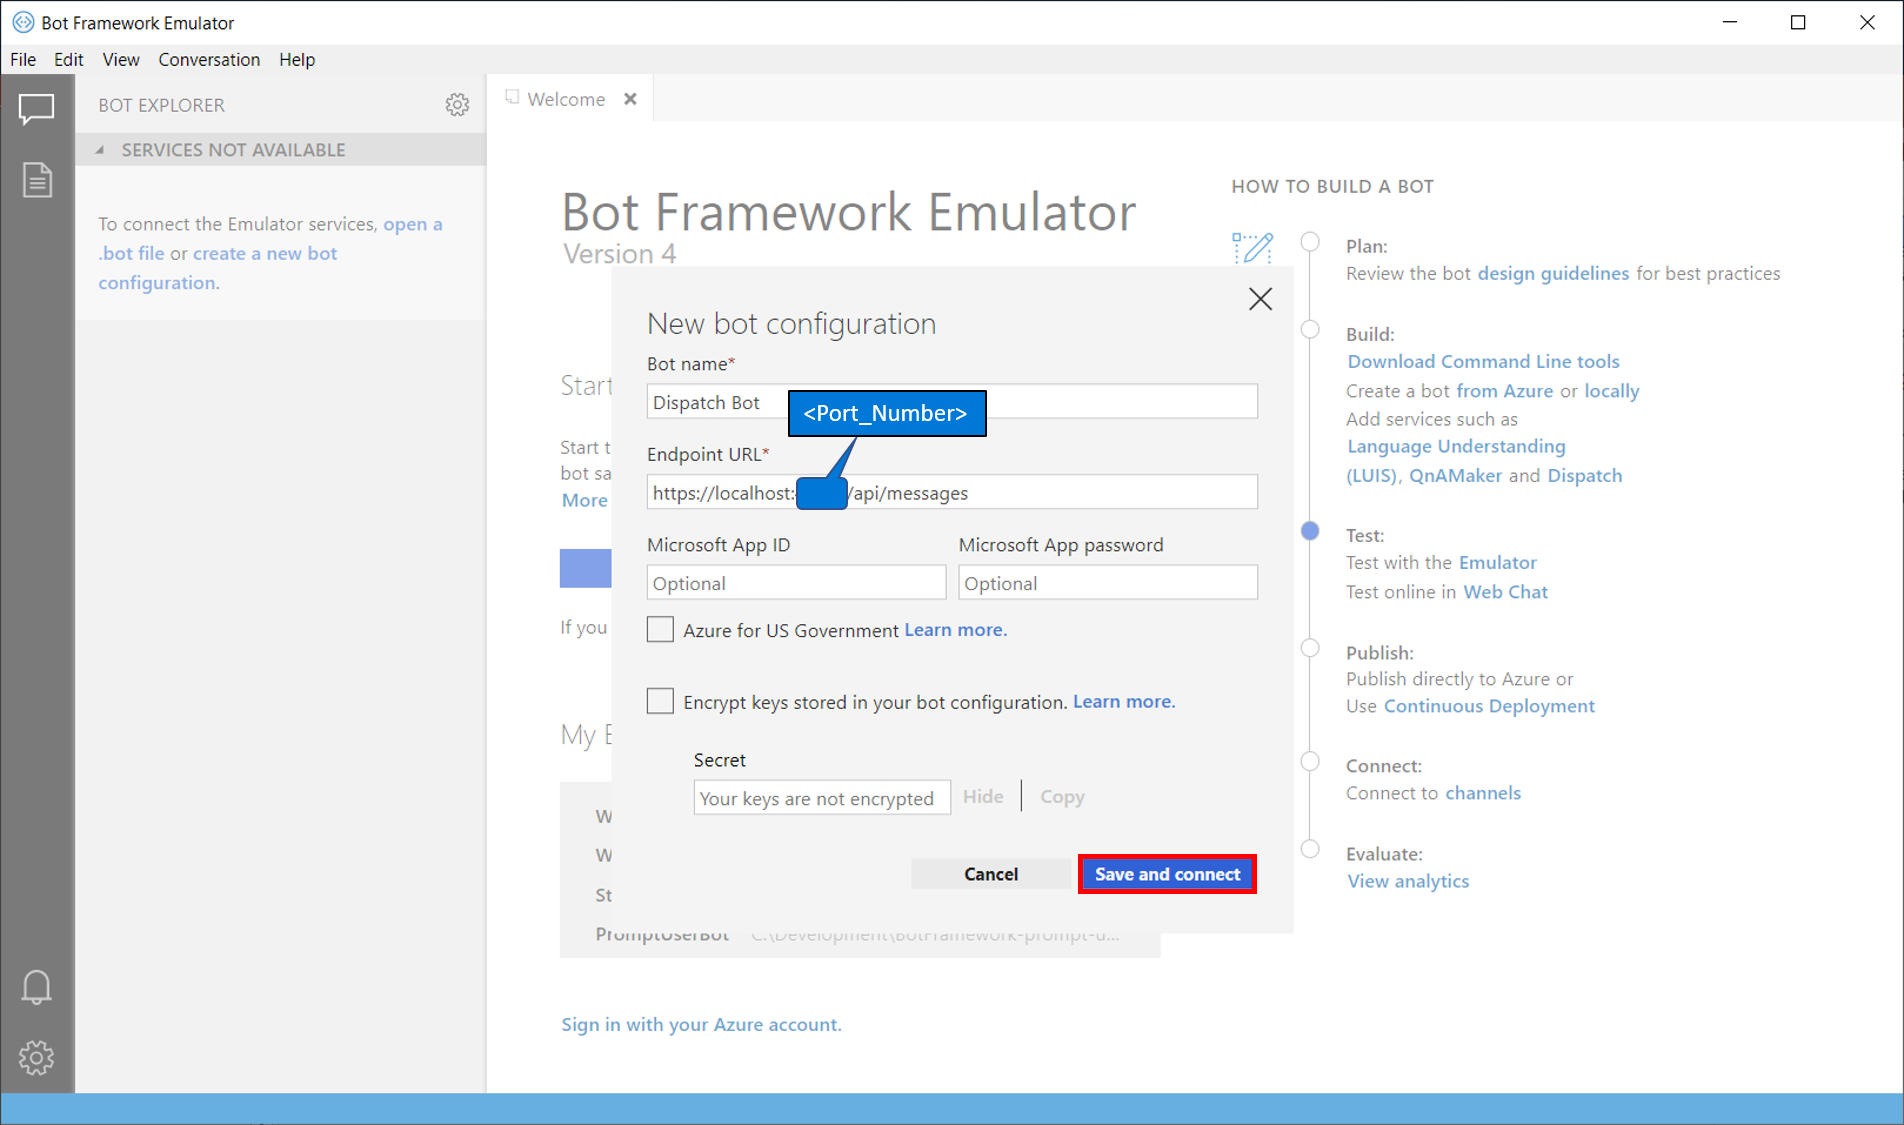 Bot Framework Emulator
File Edit View Conversation Help
BOT EXPLORER
SERVICES NOT AVAILABLE
To connect the Emulator services, open a
.bot file or create a new bot
configuration.
Welcome
Bot Framework Emulator
Version 4
Start
Start t
bot sa
More
If you
My
W
W
St
PromptUserBot C:\Development\BotFramework-prompt-u...
Sign in with your Azure account.
New bot configuration
Bot name*
Dispatch Bot
<Port_Number>
Endpoint URL*
https://localhost: /api/messages
Microsoft App ID Microsoft App password
Optional Optional
Azure for US Government Learn more.
Encrypt keys stored in your bot configuration. Learn more.
Secret
Your keys are not encrypted Hide Copy
Cancel Save and connect
HOW TO BUILD A BOT
Plan:
Review the bot design guidelines for best practices
Build:
Download Command Line tools
Create a bot from Azure or locally
Add services such as
Language Understanding
(LUIS), QnAMaker and Dispatch
Test:
Test with the Emulator
Test online in Web Chat
Publish:
Publish directly to Azure or
Use Continuous Deployment
Connect:
Connect to channels
Evaluate:
View analytics